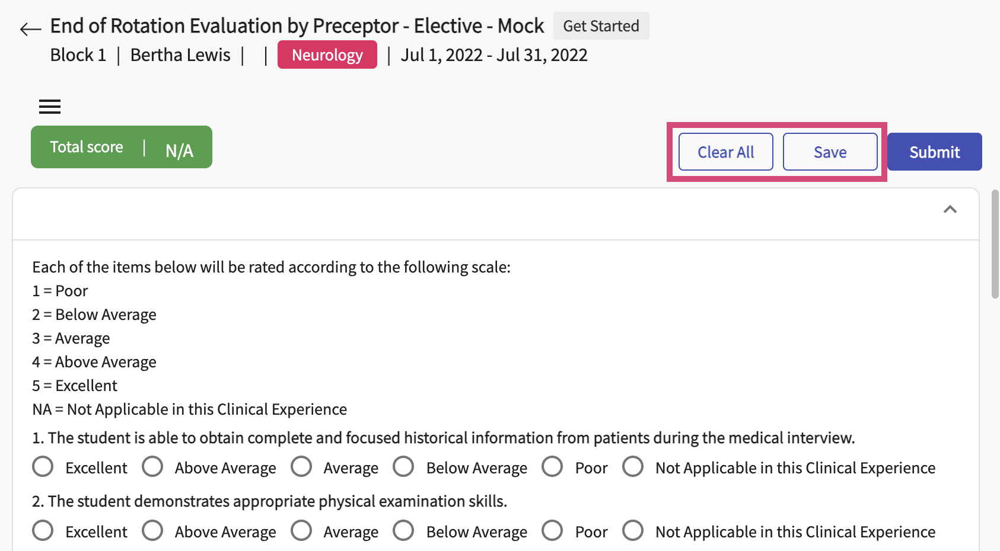 End of Rotation Evaluation by Preceptor - Elective - Mock Get Started
Block 1 | Bertha Lewis | | Neurology | Jul 1, 2022 - Jul 31, 2022
Total score | N/A Clear All Save Submit
Each of the items below will be rated according to the following scale:
1 = Poor
2 = Below Average
3 = Average
4 = Above Average
5 = Excellent
NA = Not Applicable in this Clinical Experience
1. The student is able to obtain complete and focused historical information from patients during the medical interview.
Excellent Above Average Average Below Average Poor Not Applicable in this Clinical Experience
2. The student demonstrates appropriate physical examination skills.
Excellent Above Average Average Below Average Poor Not Applicable in this Clinical Experience